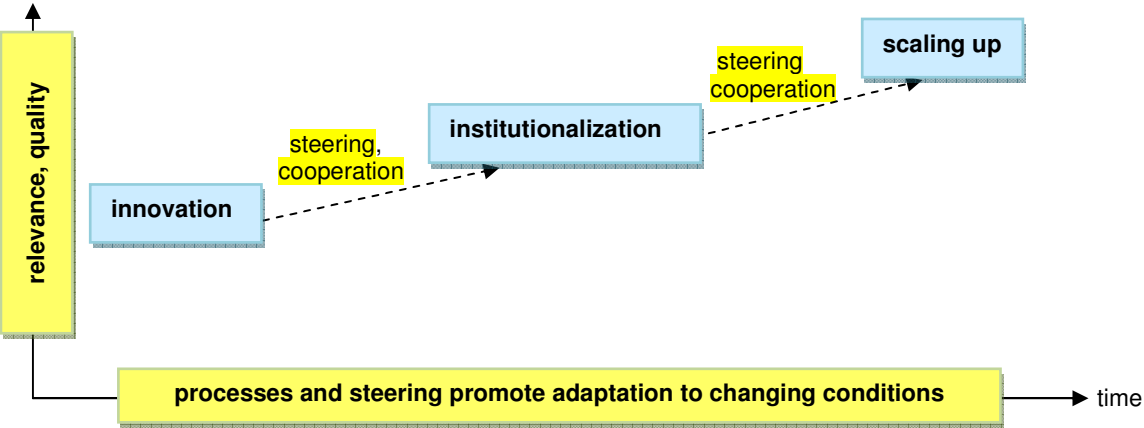 scaling up
steering
cooperation
institutionalization
steering,
cooperation
innovation
relevance, quality
processes and steering promote adaptation to changing conditions
time